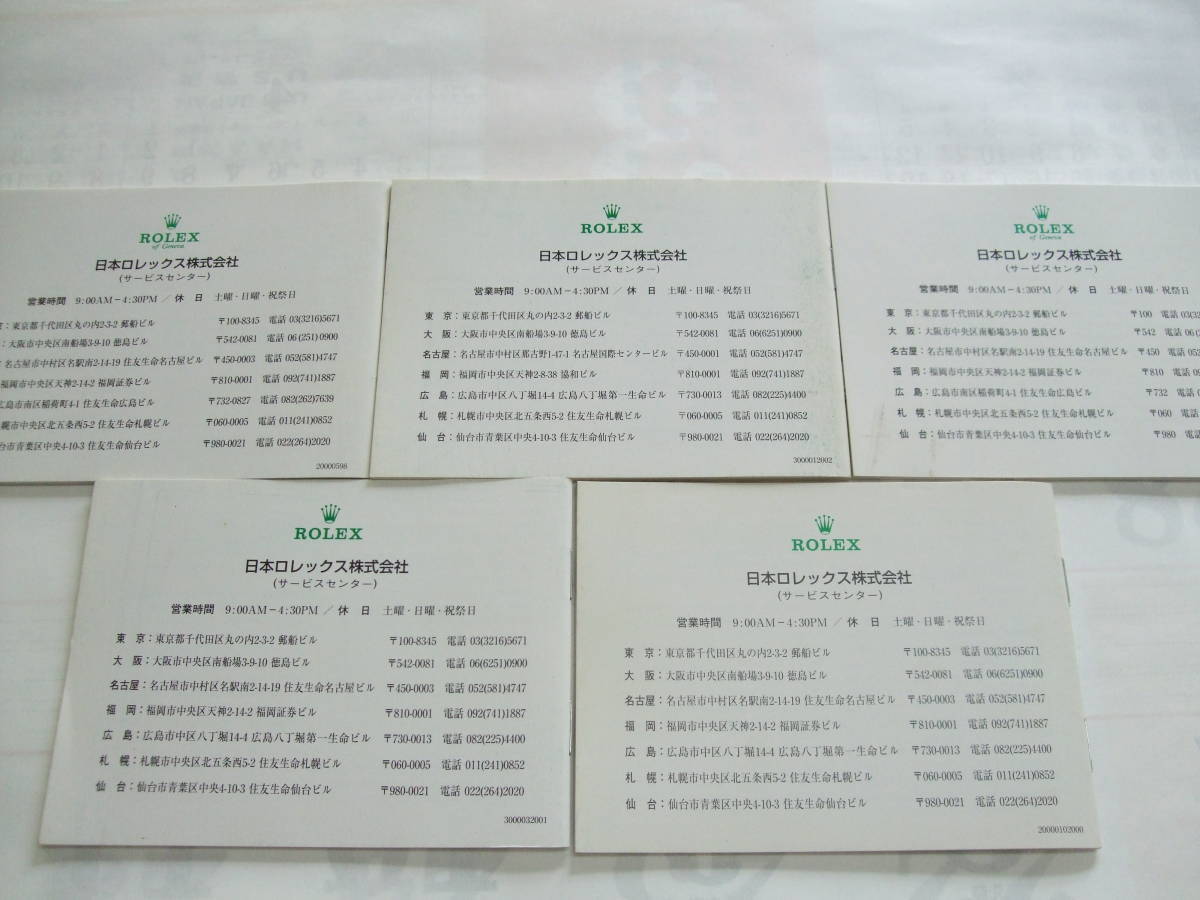 ROLEX
of Geneva
日本ロレックス株式会社
(サービスセンター)
営業時間 9:00AM－4:30PM ／ 休 日 土曜・日曜・祝祭日
京：東京都千代田区丸の内2-3-2 郵船ビル 〒100-8345 電話 03(3216)5671
：大阪市中央区南船場3-9-10 徳島ビル 〒542-0081 電話 06(251)0900
：名古屋市中村区名駅南2-14-19 住友生命名古屋ビル 〒450-0003 電話 052(581)4747
福岡市中央区天神2-14-2 福岡証券ビル 〒810-0001 電話 092(741)1887
広島市南区稲荷町4-1 住友生命広島ビル 〒732-0827 電話 082(262)7639
幌市中央区北五条西5-2 住友生命札幌ビル 〒060-0005 電話 011(241)0852
台市青葉区中央4-10-3 住友生命仙台ビル 〒980-0021 電話 022(264)2020
20000598
ROLEX
日本ロレックス株式会社
(サービスセンター)
営業時間 9:00AM－4:30PM ／ 休 日 土曜・日曜・祝祭日
東 京：東京都千代田区丸の内2-3-2 郵船ビル 〒100-8345 電話 03(3216)5671
大 阪：大阪市中央区南船場3-9-10 徳島ビル 〒542-0081 電話 06(6251)0900
名古屋：名古屋市中村区那古野1-47-1 名古屋国際センタービル 〒450-0001 電話 052(581)4747
福 岡：福岡市中央区天神2-8-38 協和ビル 〒810-0001 電話 092(741)1887
広 島：広島市中区八丁堀14-4 広島八丁堀第一生命ビル 〒730-0013 電話 082(225)4400
札 幌：札幌市中央区北五条西5-2 住友生命札幌ビル 〒060-0005 電話 011(241)0852
仙 台：仙台市青葉区中央4-10-3 住友生命仙台ビル 〒980-0021 電話 022(264)2020
3000012002
ROLEX
of Geneva
日本ロレックス株式会社
(サービスセンター)
営業時間 9:00AM－4:30PM ／ 休 日 土曜・日曜・祝祭日
東 京：東京都千代田区丸の内2-3-2 郵船ビル 〒100 電話 03(32
大 阪：大阪市中央区南船場3-9-10 徳島ビル 〒542 電話 06(2
名古屋：名古屋市中村区名駅南2-14-19 住友生命名古屋ビル 〒450 電話 052
福 岡：福岡市中央区天神2-14-2 福岡証券ビル 〒810 電話 09
広 島：広島市南区稲荷町4-1 住友生命広島ビル 〒732 電話 0
札 幌：札幌市中央区北五条西5-2 住友生命札幌ビル 〒060 電話
仙 台：仙台市青葉区中央4-10-3 住友生命仙台ビル 〒980 電話
ROLEX
日本ロレックス株式会社
(サービスセンター)
営業時間 9:00AM－4:30PM ／ 休 日 土曜・日曜・祝祭日
東 京：東京都千代田区丸の内2-3-2 郵船ビル 〒100-8345 電話 03(3216)5671
大 阪：大阪市中央区南船場3-9-10 徳島ビル 〒542-0081 電話 06(6251)0900
名古屋：名古屋市中村区名駅南2-14-19 住友生命名古屋ビル 〒450-0003 電話 052(581)4747
福 岡：福岡市中央区天神2-14-2 福岡証券ビル 〒810-0001 電話 092(741)1887
広 島：広島市中区八丁堀14-4 広島八丁堀第一生命ビル 〒730-0013 電話 082(225)4400
札 幌：札幌市中央区北五条西5-2 住友生命札幌ビル 〒060-0005 電話 011(241)0852
仙 台：仙台市青葉区中央4-10-3 住友生命仙台ビル 〒980-0021 電話 022(264)2020
3000032001
ROLEX
日本ロレックス株式会社
(サービスセンター)
営業時間 9:00AM－4:30PM ／ 休 日 土曜・日曜・祝祭日
東 京：東京都千代田区丸の内2-3-2 郵船ビル 〒100-8345 電話 03(3216)5671
大 阪：大阪市中央区南船場3-9-10 徳島ビル 〒542-0081 電話 06(6251)0900
名古屋：名古屋市中村区名駅南2-14-19 住友生命名古屋ビル 〒450-0003 電話 052(581)4747
福 岡：福岡市中央区天神2-14-2 福岡証券ビル 〒810-0001 電話 092(741)1887
広 島：広島市中区八丁堀14-4 広島八丁堀第一生命ビル 〒730-0013 電話 082(225)4400
札 幌：札幌市中央区北五条西5-2 住友生命札幌ビル 〒060-0005 電話 011(241)0852
仙 台：仙台市青葉区中央4-10-3 住友生命仙台ビル 〒980-0021 電話 022(264)2020
20000102000